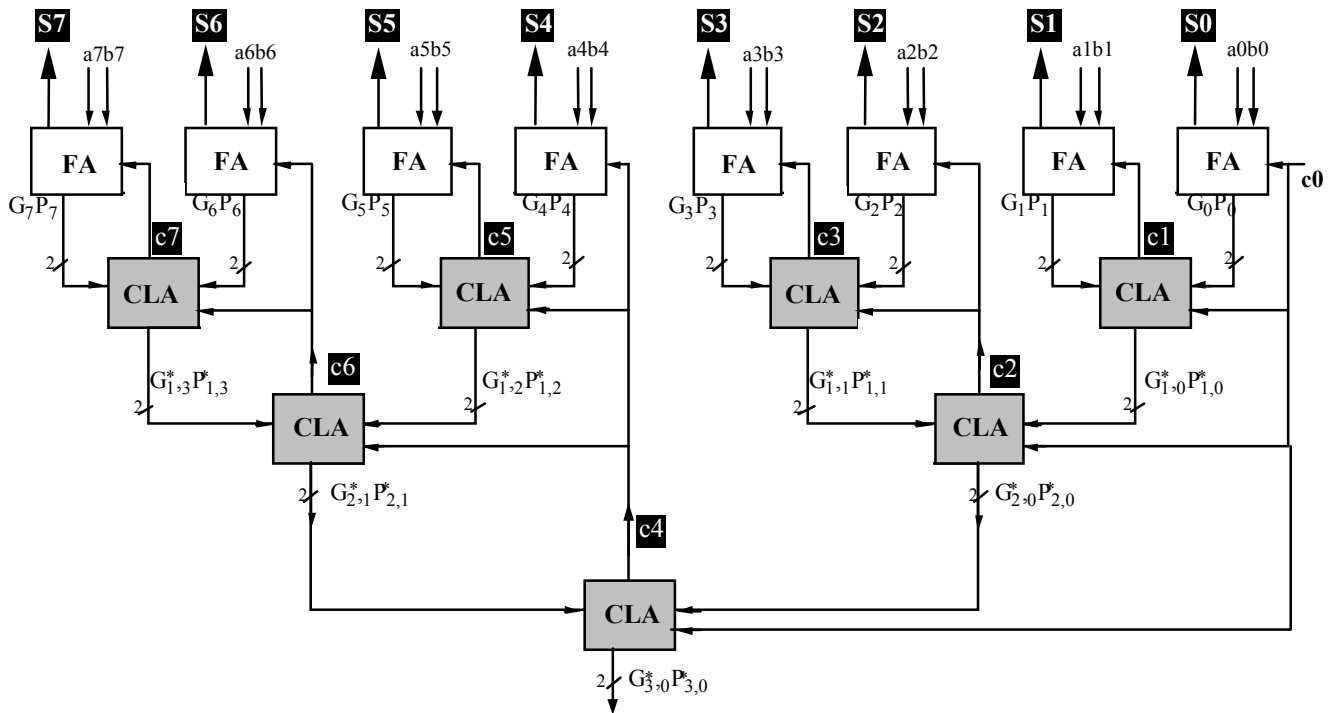 S7 S6 S5 S4 S3 S2 S1 S0
a7b7 a6b6 a5b5 a4b4 a3b3 a2b2 a1b1 a0b0
FA FA FA FA FA FA FA FA
c0
G7P7 G6P6 G5P5 G4P4 G3P3 G2P2 G1P1 G0P0
c7 c5 c3 c1
2 2 2 2 2 2 2 2
CLA CLA CLA CLA
c6 c2
G*1,3P*1,3 G*1,2P*1,2 G*1,1P*1,1 G*1,0P*1,0
2 2 2 2
CLA CLA
2 G*2,1P*2,1 2 G*2,0P*2,0
c4
CLA
2 G*3,0P*3,0